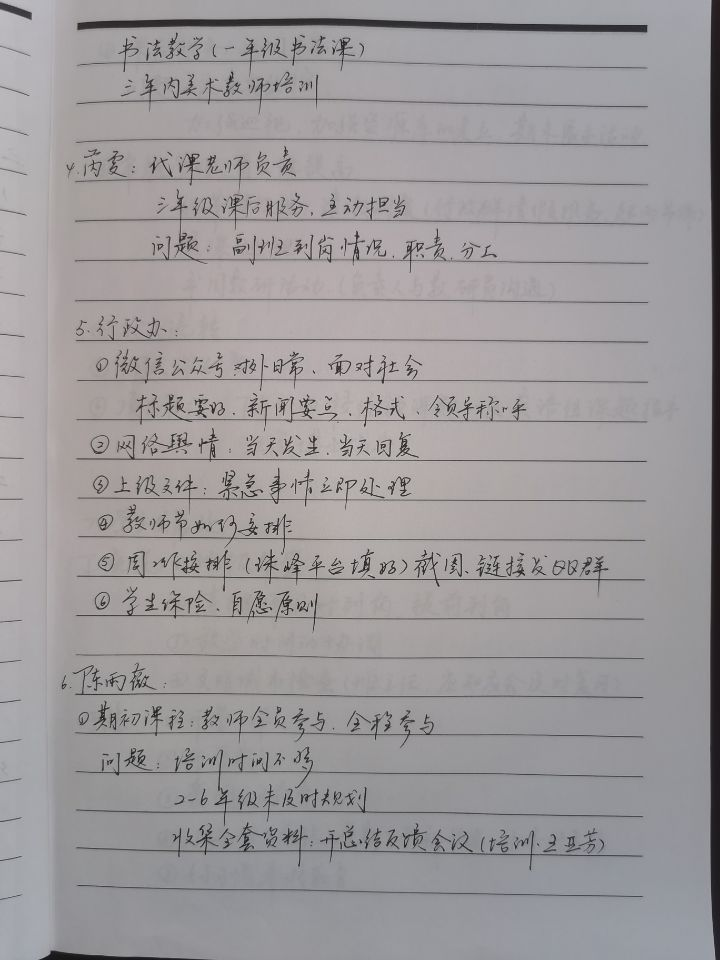 书法教学(一年级书法课)
三年内美术教师培训
4.芮雯:代课老师负责
三年级课后服务、主动担当
问题:副班到岗情况、职责、分工
5.行政办:
①微信公众号:对外日常、面对社会
标题要好、新闻要点、格式、领导称呼
②网络舆情:当天发生、当天回复
③上级文件:紧急事情立即处理
④教师节如何安排
⑤周工作安排(珠峰平台填好)截图、链接发QQ群
⑥学生保险、自愿原则
6.陈雨薇:
①期初课程:教师全员参与、全程参与
问题:培训时间不够
2-6年级未及时规划
收集全套资料:开总结反馈会议(培训:王亚芳)